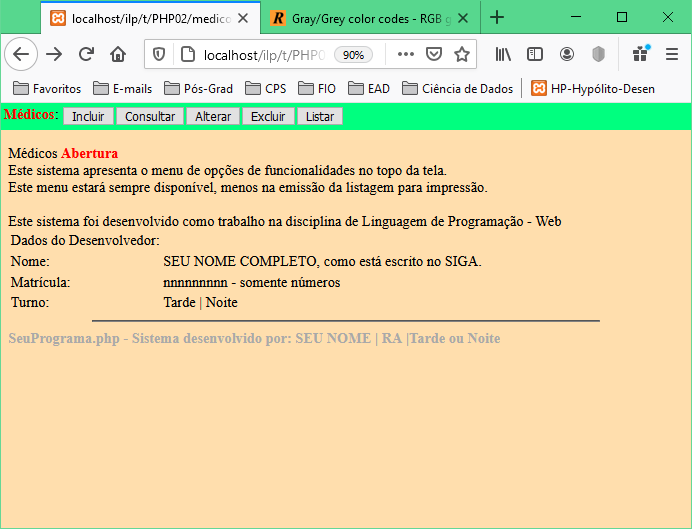 localhost/ilp/t/PHP02/medico
Gray/Grey color codes - RGB g
localhost/ilp/t/PHP0
90%
Favoritos
E-mails
Pós-Grad
CPS
FIO
EAD
Ciência de Dados
HP-Hypólito-Desen
Médicos: Incluir Consultar Alterar Excluir Listar
Médicos Abertura
Este sistema apresenta o menu de opções de funcionalidades no topo da tela.
Este menu estará sempre disponível, menos na emissão da listagem para impressão.
Este sistema foi desenvolvido como trabalho na disciplina de Linguagem de Programação - Web
Dados do Desenvolvedor:
Nome: SEU NOME COMPLETO, como está escrito no SIGA.
Matrícula: nnnnnnnnn - somente números
Turno: Tarde | Noite
SeuPrograma.php - Sistema desenvolvido por: SEU NOME | RA |Tarde ou Noite